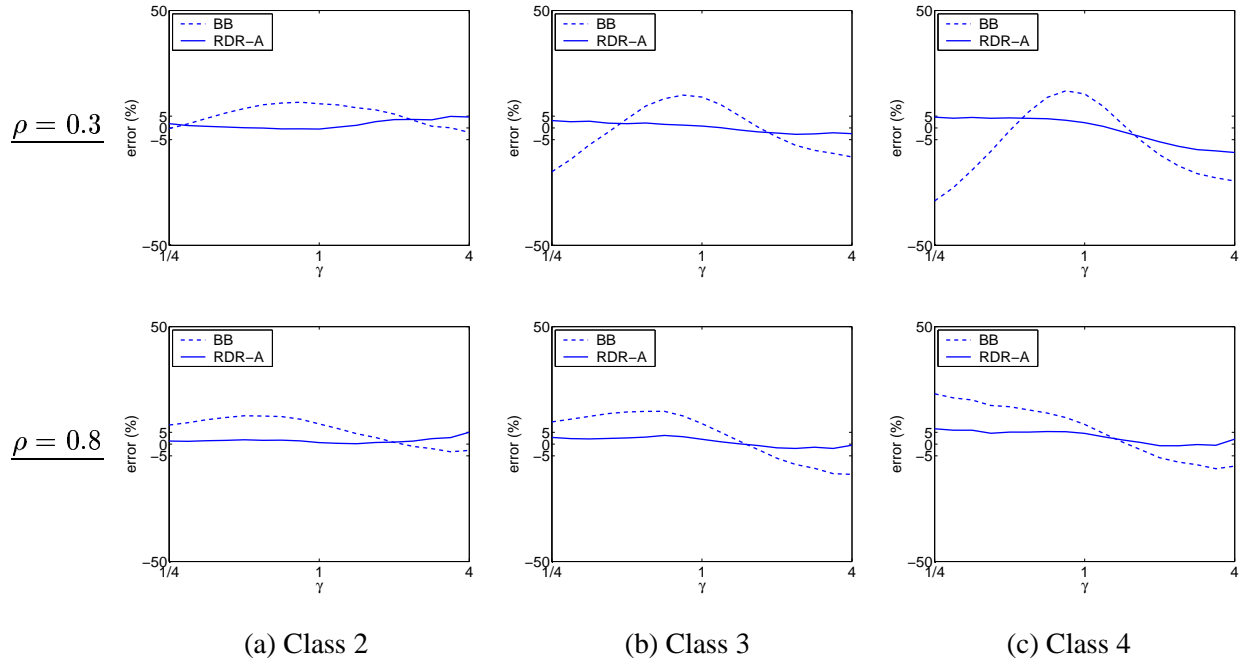 ρ = 0.3
50
5
0
−5
−50
error (%)
BB
RDR−A
1/4
1
4
γ
50
5
0
−5
−50
error (%)
BB
RDR−A
1/4
1
4
γ
50
5
0
−5
−50
error (%)
BB
RDR−A
1/4
1
4
γ
ρ = 0.8
50
5
0
−5
−50
error (%)
BB
RDR−A
1/4
1
4
γ
50
5
0
−5
−50
error (%)
BB
RDR−A
1/4
1
4
γ
50
5
0
−5
−50
error (%)
BB
RDR−A
1/4
1
4
γ
(a) Class 2
(b) Class 3
(c) Class 4